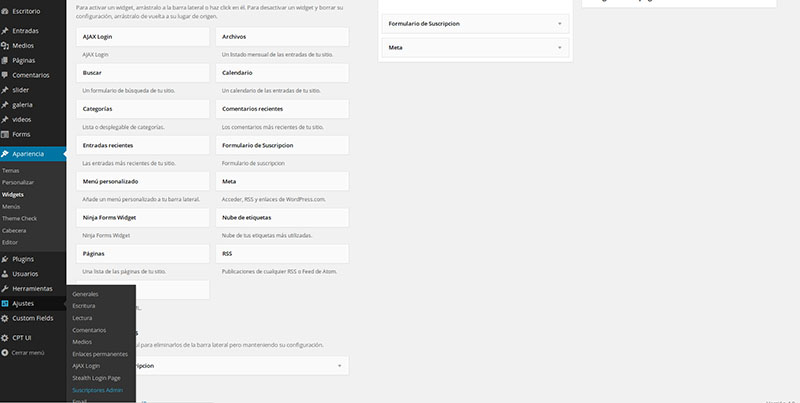 Escritorio
Entradas
Medios
Páginas
Comentarios
slider
galeria
videos
Forms
Apariencia
Temas
Personalizar
Widgets
Menús
Theme Check
Cabecera
Editor
Plugins
Usuarios
Herramientas
Ajustes
Custom Fields
CPT UI
Cerrar menú
Generales
Escritura
Lectura
Comentarios
Medios
Enlaces permanentes
AJAX Login
Stealth Login Page
Suscriptores Admin
Email
Para activar un widget, arrástralo a la barra lateral o haz click en él. Para desactivar un widget y borrar su
configuración, arrástralo de vuelta a su lugar de origen.
AJAX Login
AJAX Login
Archivos
Un listado mensual de las entradas de tu sitio.
Buscar
Un formulario de búsqueda de tu sitio.
Calendario
Un calendario de las entradas de tu sitio.
Categorías
Lista o desplegable de categorías.
Comentarios recientes
Los comentarios más recientes de tu sitio.
Entradas recientes
Las entradas más recientes de tu sitio.
Formulario de Suscripcion
Formulario de suscripcion
Menú personalizado
Añade un menú personalizado a tu barra lateral.
Meta
Acceder, RSS y enlaces de WordPress.com.
Ninja Forms Widget
Ninja Forms Widget
Nube de etiquetas
Nube de tus etiquetas más utilizadas.
Páginas
Una lista de las páginas de tu sitio.
RSS
Publicaciones de cualquier RSS o Feed de Atom.
para eliminarlos de la barra lateral pero manteniendo su configuración.
Formulario de Suscripcion
Meta